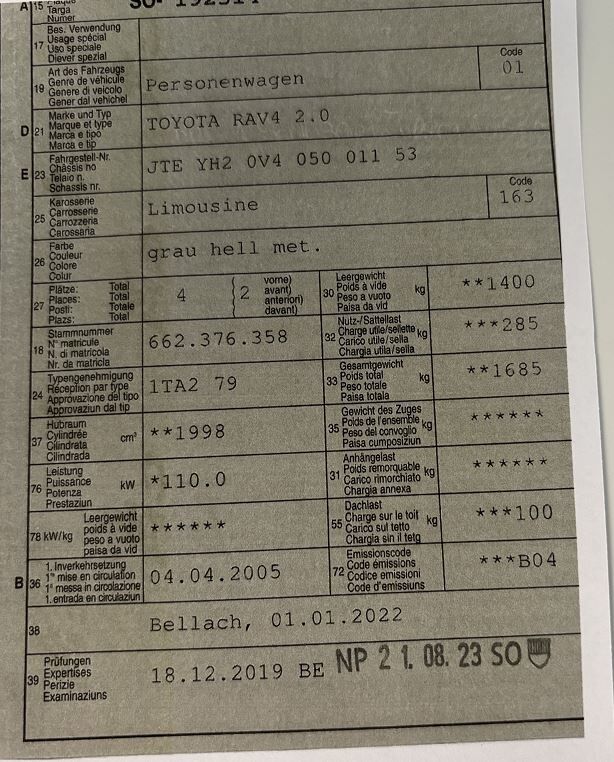 A 15 Plaque
Targa
Numer
SO-
17 Bes. Verwendung
Usage spécial
Uso speciale
Diever spezial
19 Art des Fahrzeugs
Genre de véhicule
Genere di veicolo
Gener dal vehichel
Personenwagen
Code
01
D 21 Marke und Typ
Marque et type
Marca e tipo
Marca e tip
TOYOTA RAV4 2.0
E 23 Fahrgestell-Nr.
Châssis no
Telaio n.
Schassis nr.
JTE YH2 0V4 050 011 53
25 Karosserie
Carrosserie
Carrozzeria
Carossaria
Limousine
Code
163
26 Farbe
Couleur
Colore
Colur
grau hell met.
27 Plätze: Total
Places: Total
Posti: Totale
Plazs: Total
4
2
vorne)
avant)
anteriori)
davant)
30 Leergewicht
Poids à vide
Peso a vuoto
Paisa da vid
kg
**1400
18 Stammnummer
N° matricule
N. di matricola
Nr. da matricla
662.376.358
32 Nutz-/Sattellast
Charge utile/sellette
Carico utile/sella
Chargia utila/sella
kg
***285
24 Typengenehmigung
Réception par type
Approvazione del tipo
Approvaziun dal tip
1TA2 79
33 Gesamtgewicht
Poids total
Peso totale
Paisa totala
kg
**1685
37 Hubraum
Cylindrée
Cilindrata
Cilindrada
cm³
**1998
35 Gewicht des Zuges
Poids de l'ensemble
Peso del convoglio
Paisa cumposiziun
kg
******
76 Leistung
Puissance
Potenza
Prestaziun
kW
*110.0
31 Anhängelast
Poids remorquable
Carico rimorchiato
Chargia annexa
kg
******
78 kW/kg
Leergewicht
poids à vide
peso a vuoto
paisa da vid
******
55 Dachlast
Charge sur le toit
Carico sul tetto
Chargia sin il tetg
kg
***100
B 36 1. Inverkehrsetzung
1re mise en circulation
1a messa in circolazione
1. entrada en circulaziun
04.04.2005
72 Emissionscode
Code émissions
Codice emissioni
Code d'emissiuns
***B04
38
Bellach, 01.01.2022
39 Prüfungen
Expertises
Perizie
Examinaziuns
18.12.2019 BE NP 21.08.23 SO